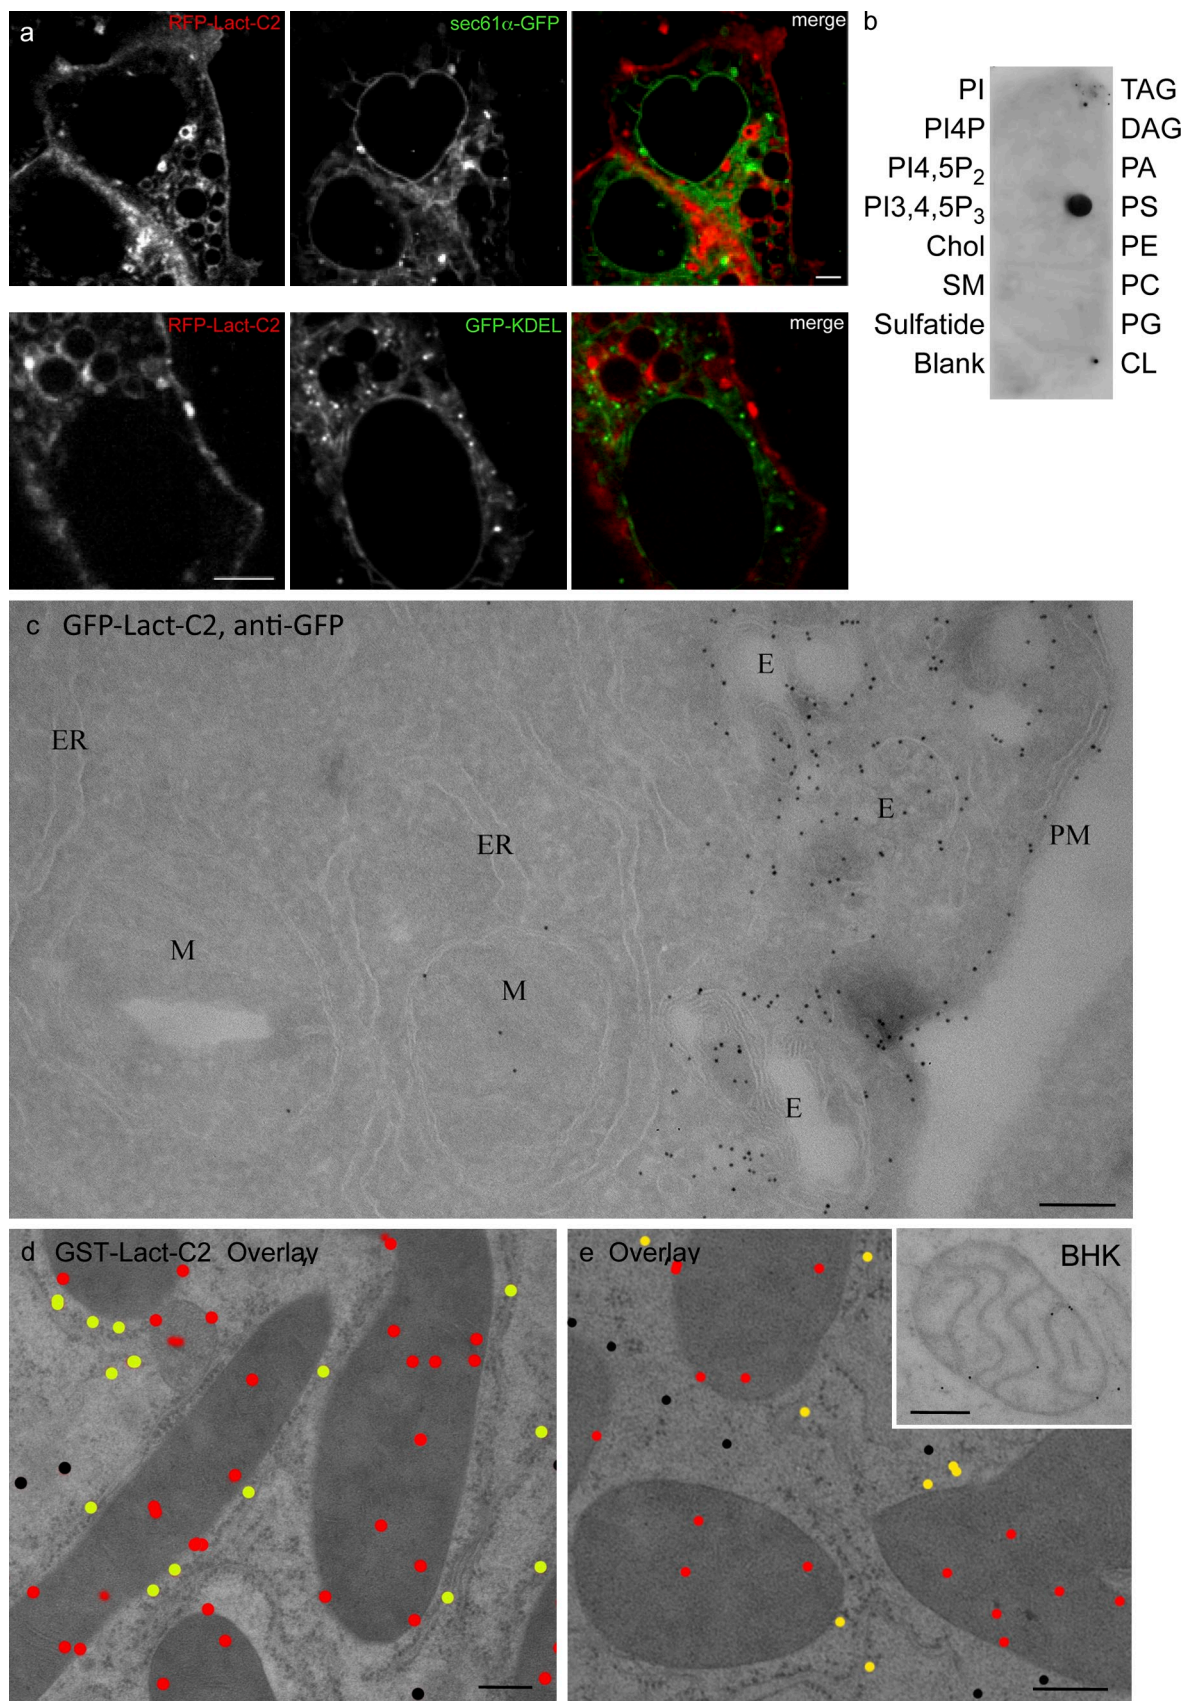 a RFP-Lact-C2 sec61α-GFP merge
RFP-Lact-C2 GFP-KDEL merge
b
PI TAG
PI4P DAG
PI4,5P2 PA
PI3,4,5P3 PS
Chol PE
SM PC
Sulfatide PG
Blank CL
c GFP-Lact-C2, anti-GFP
E
ER
E
PM
ER
M
M
E
d GST-Lact-C2 Overlay
e Overlay
BHK